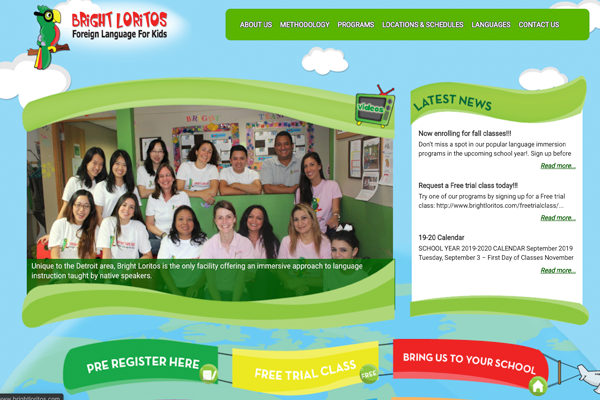 BRIGHT LORITOS
Foreign Language For Kids
ABOUT US METHODOLOGY PROGRAMS LOCATIONS & SCHEDULES LANGUAGES CONTACT US
Videos
BRIGHT
Unique to the Detroit area, Bright Loritos is the only facility offering an immersive approach to language
instruction taught by native speakers.
LATEST NEWS
Now enrolling for fall classes!!!
Don't miss a spot in our popular language immersion
programs in the upcoming school year!. Sign up before
Read more...
Request a Free trial class today!!!
Try one of our programs by signing up for a Free trial
class: http://www.brightloritos.com/freetrialclass/...
Read more...
19-20 Calendar
SCHOOL YEAR 2019-2020 CALENDAR September 2019
Tuesday, September 3 – First Day of Classes November
Read more...
PRE REGISTER HERE
FREE TRIAL CLASS
FREE
BRING US TO YOUR SCHOOL
www.brightloritos.com